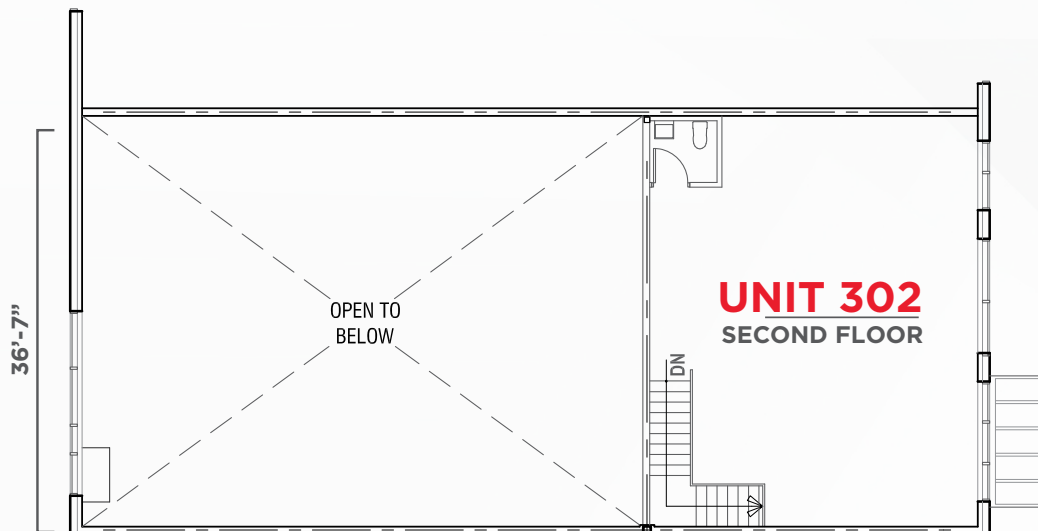 OPEN TO
BELOW
UNIT 302
SECOND FLOOR
36’-7”
DN